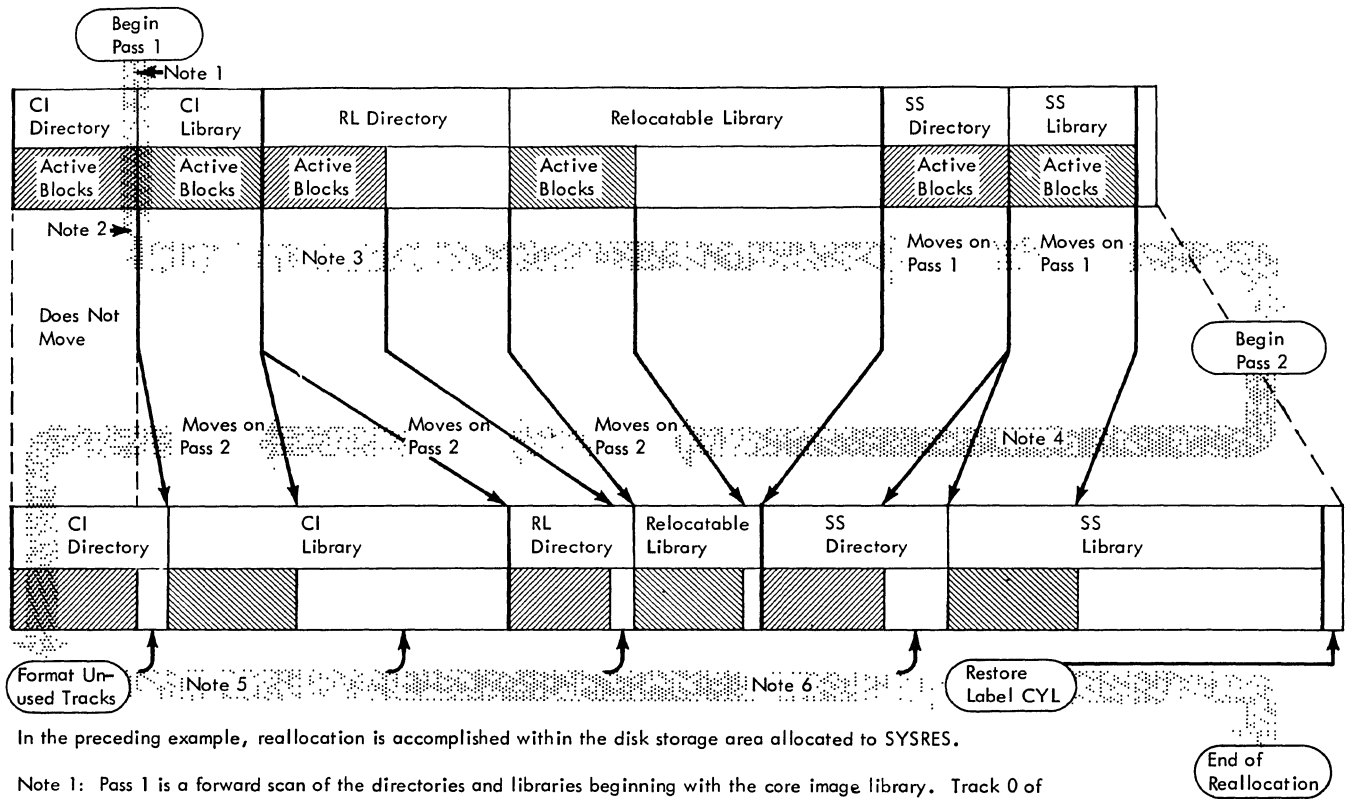 Begin
Pass 1
Note 1
CI
Directory
CI
Library
RL Directory
Relocatable Library
SS
Directory
SS
Library
Active
Blocks
Active
Blocks
Active
Blocks
Active
Blocks
Active
Blocks
Active
Blocks
Note 2
Note 3
Moves on
Pass 1
Moves on
Pass 1
Does Not
Move
Begin
Pass 2
Moves on
Pass 2
Moves on
Pass 2
Moves on
Pass 2
Note 4
CI
Directory
CI
Library
RL
Directory
Relocatable
Library
SS
Directory
SS
Library
Format Un-
used Tracks
Note 5
Note 6
Restore
Label CYL
In the preceding example, reallocation is accomplished within the disk storage area allocated to SYSRES.
End of
Reallocation
Note 1: Pass 1 is a forward scan of the directories and libraries beginning with the core image library. Track 0 of